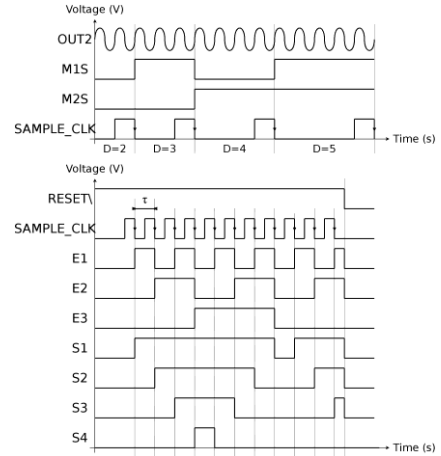 Voltage (V)
OUT2
M1S
M2S
SAMPLE_CLK
D=2 D=3 D=4 D=5
Time (s)
Voltage (V)
RESET\
τ
SAMPLE_CLK
E1
E2
E3
S1
S2
S3
S4
Time (s)